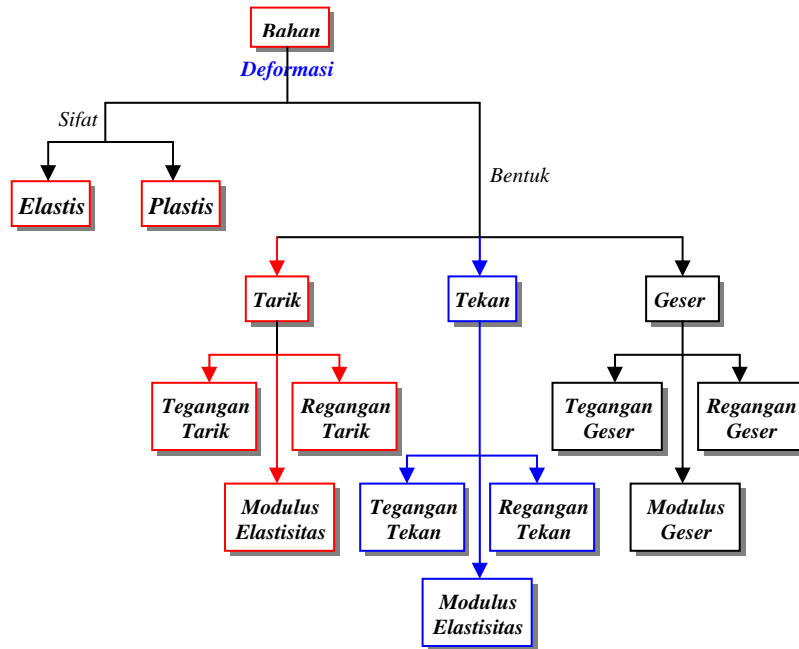 Bahan
Deformasi
Sifat
Elastis
Plastis
Bentuk
Tarik
Tekan
Geser
Tegangan
Tarik
Regangan
Tarik
Tegangan
Geser
Regangan
Geser
Modulus
Elastisitas
Tegangan
Tekan
Regangan
Tekan
Modulus
Geser
Modulus
Elastisitas